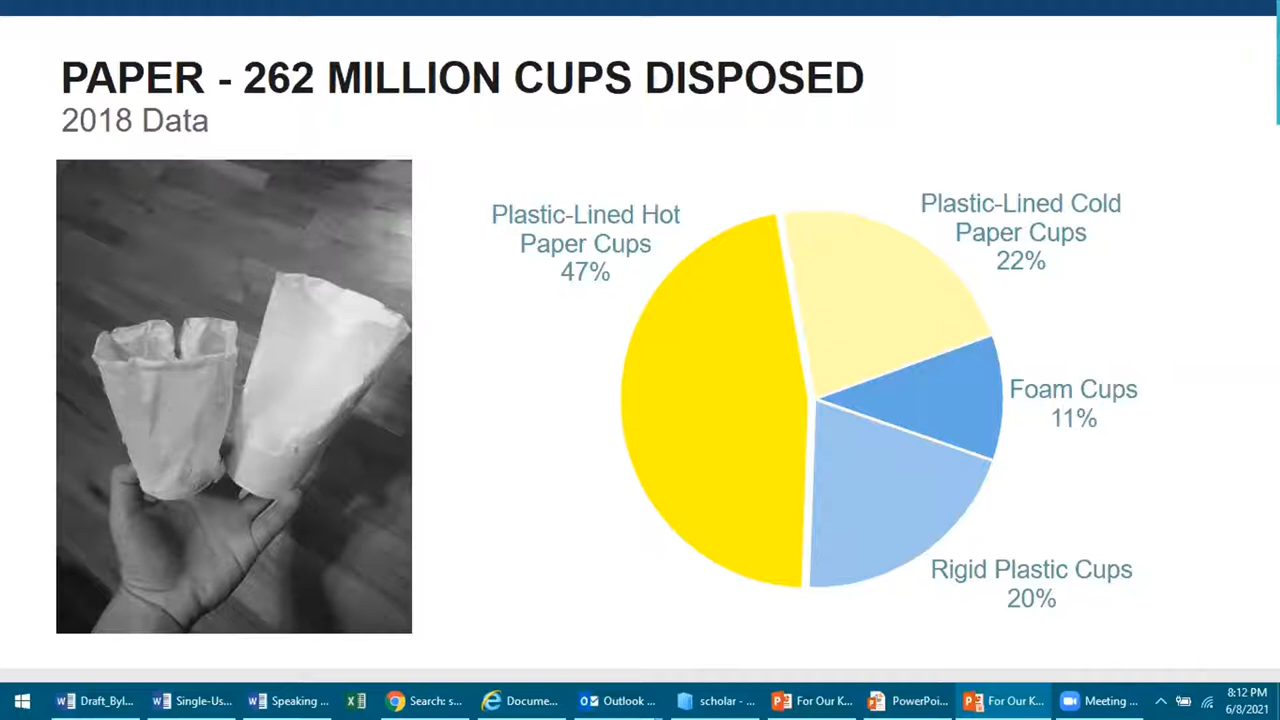 PAPER - 262 MILLION CUPS DISPOSED
2018 Data
Plastic-Lined Hot
Paper Cups
47%
Plastic-Lined Cold
Paper Cups
22%
Foam Cups
11%
Rigid Plastic Cups
20%
Draft_Byl...
Single-Us...
Speaking ...
Search: s...
Docume...
Outlook ...
scholar - ...
For Our K...
PowerPoi...
For Our K...
Meeting ...
8:12 PM
6/8/2021